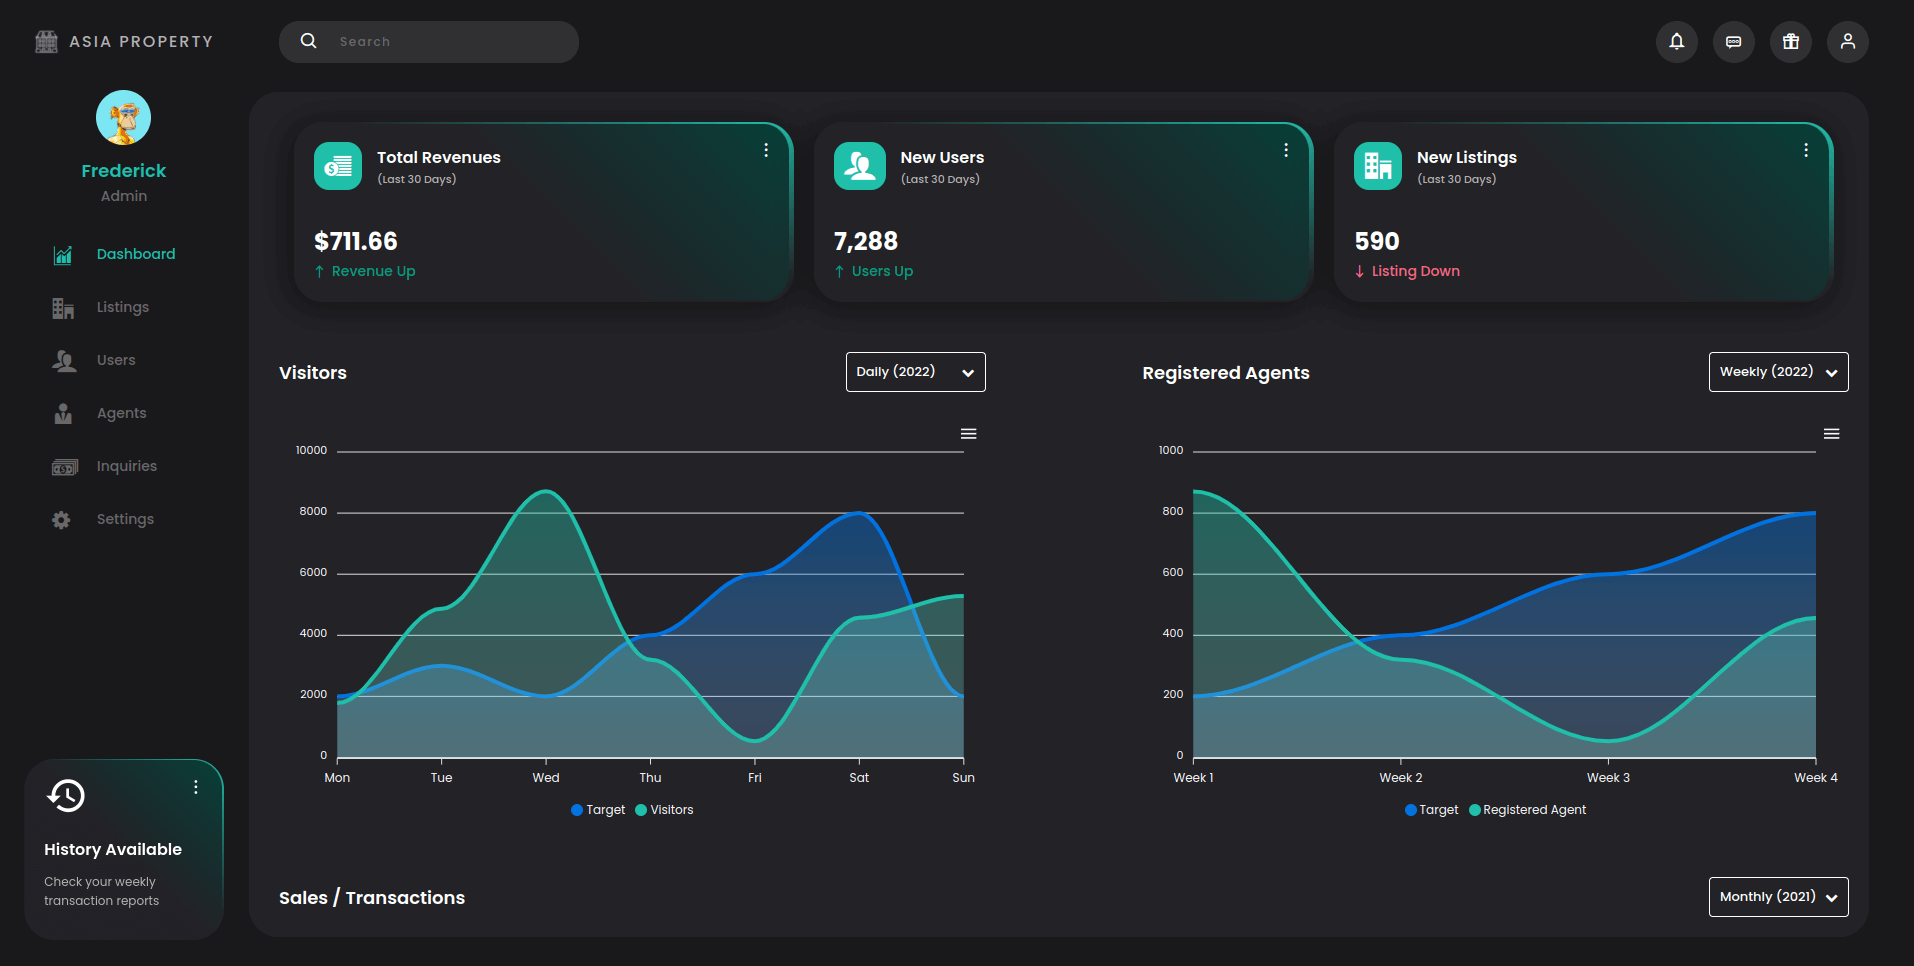 ASIA PROPERTY
Search
Frederick
Admin
Dashboard
Listings
Users
Agents
Inquiries
Settings
History Available
Check your weekly
transaction reports
Total Revenues
(Last 30 Days)
$711.66
↑ Revenue Up
New Users
(Last 30 Days)
7,288
↑ Users Up
New Listings
(Last 30 Days)
590
↓ Listing Down
Visitors
Daily (2022)
10000
8000
6000
4000
2000
0
Mon Tue Wed Thu Fri Sat Sun
Target Visitors
Registered Agents
Weekly (2022)
1000
800
600
400
200
0
Week 1 Week 2 Week 3 Week 4
Target Registered Agent
Sales / Transactions
Monthly (2021)